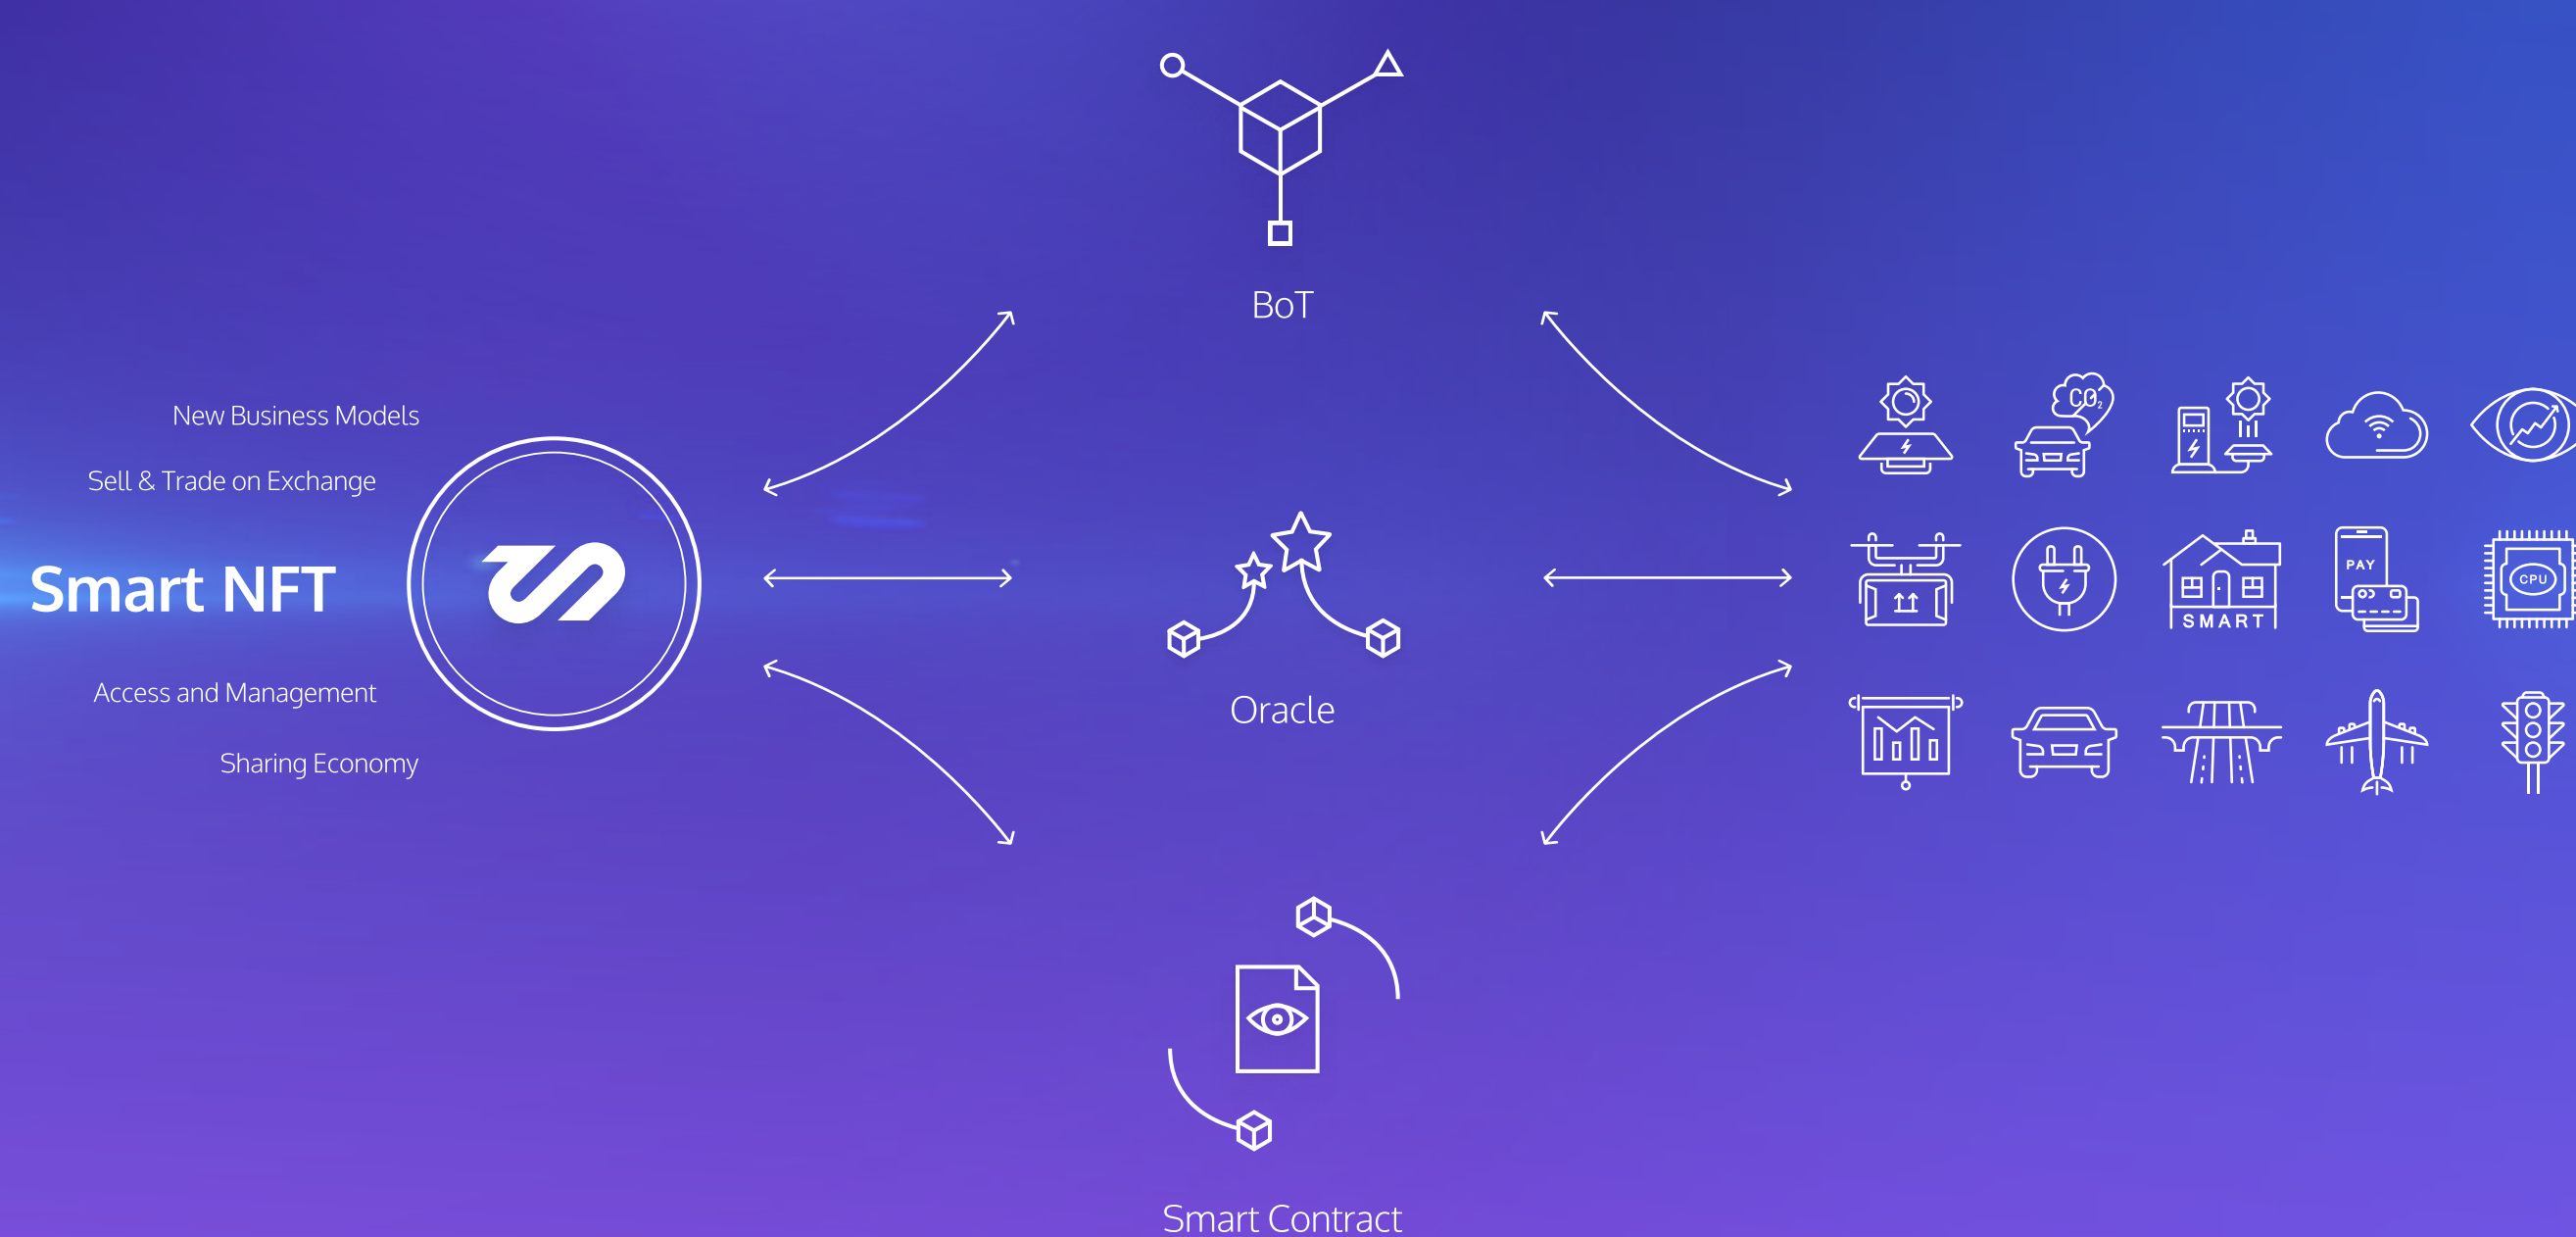 BoT
New Business Models
Sell & Trade on Exchange
Smart NFT
Access and Management
Sharing Economy
Oracle
Smart Contract
CO₂
SMART
PAY
CPU